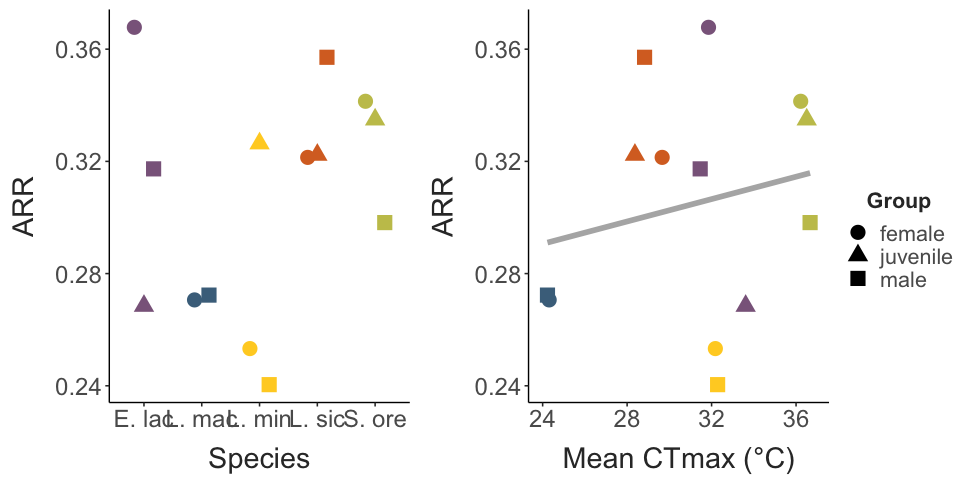 ARR
0.36
0.32
0.28
0.24
E. lac
L. mac
L. min
L. sic
S. ore
Species
ARR
0.36
0.32
0.28
0.24
24 28 32 36
Mean CTmax (°C)
Group
female
juvenile
male